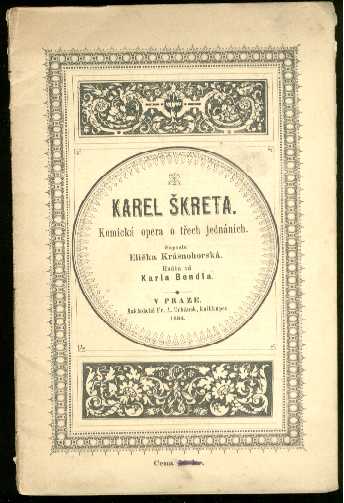 KAREL ŠKRETA.
Komická opera o třech jednáních.
Sepsala
Eliška Krásnohorská.
Hudba od
Karla Bendla.
V PRAZE.
Nakladatel Fr. A. Urbánek, knihkupec
Cena